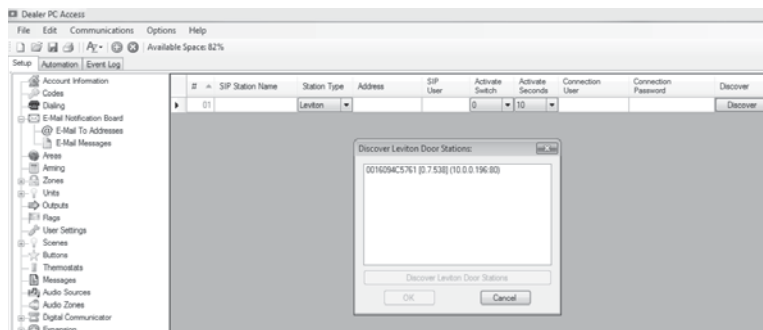 Dealer PC Access
File Edit Communications Options Help
Available Space: 82%
Setup Automation Event Log
Account Information
Codes
Dialing
E-Mail Notification Board
E-Mail To Addresses
E-Mail Messages
Areas
Arming
Zones
Units
Outputs
Flags
User Settings
Scenes
Buttons
Thermostats
Messages
Audio Sources
Audio Zones
Digital Communicator
Expansion
# SIP Station Name Station Type Address SIP User Activate Switch Activate Seconds Connection User Connection Password Discover
01 Leviton 0 10 Discover
Discover Leviton Door Stations:
0016094C5761 [0.7.538] (10.0.0.196:80)
Discover Leviton Door Stations
OK Cancel